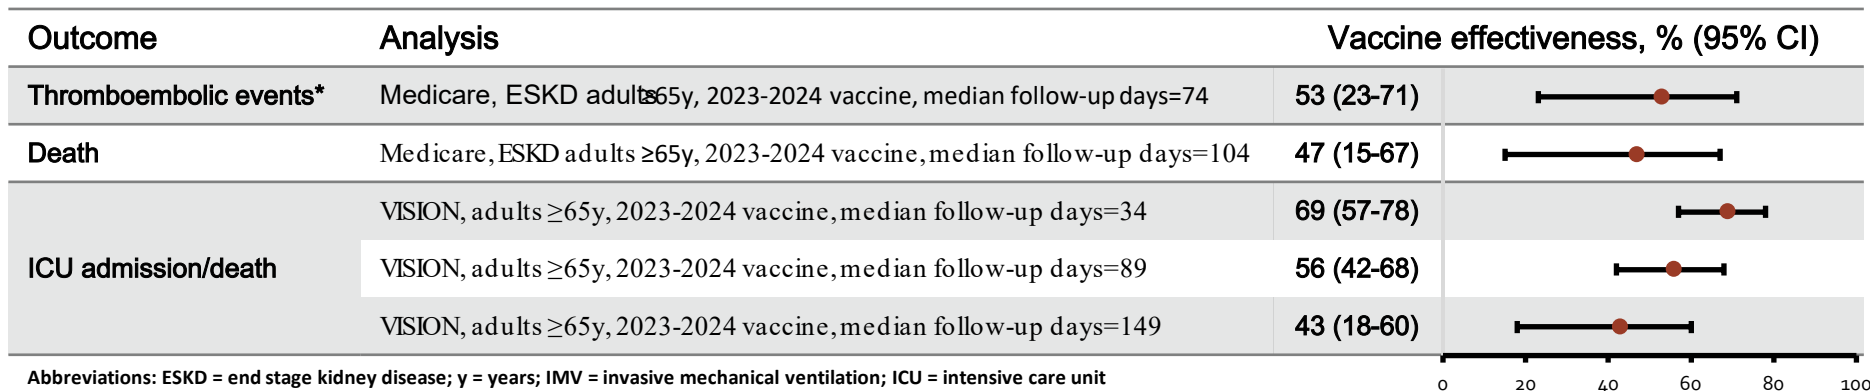 Outcome Analysis Vaccine effectiveness, % (95% CI)
Thromboembolic events* Medicare, ESKD adults ≥65y, 2023-2024 vaccine, median follow-up days=74 53 (23-71)
Death Medicare, ESKD adults ≥65y, 2023-2024 vaccine, median follow-up days=104 47 (15-67)
VISION, adults ≥65y, 2023-2024 vaccine, median follow-up days=34 69 (57-78)
ICU admission/death VISION, adults ≥65y, 2023-2024 vaccine, median follow-up days=89 56 (42-68)
VISION, adults ≥65y, 2023-2024 vaccine, median follow-up days=149 43 (18-60)
0 20 40 60 80 100
Abbreviations: ESKD = end stage kidney disease; y = years; IMV = invasive mechanical ventilation; ICU = intensive care unit